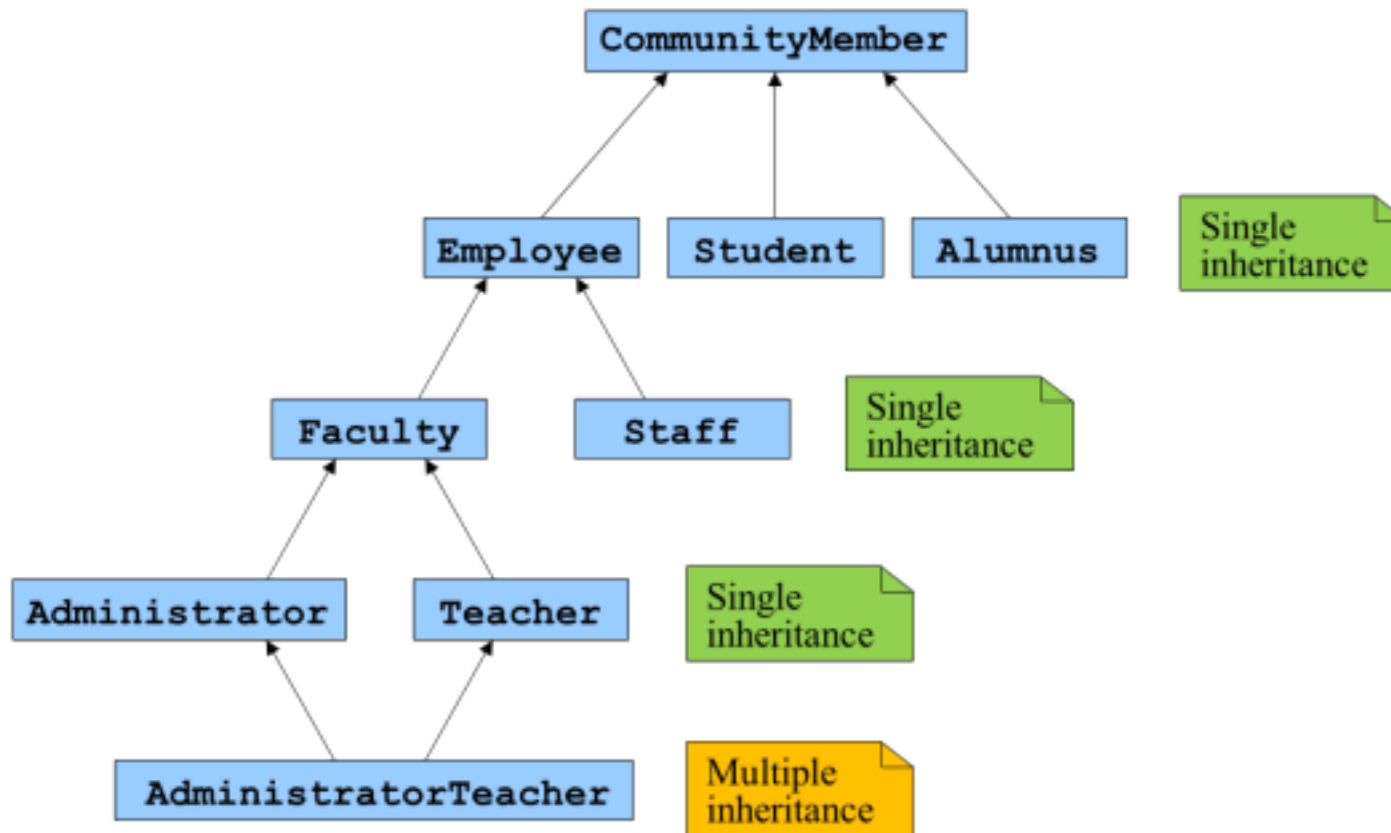 CommunityMember
Employee
Student
Alumnus
Single
inheritance
Faculty
Staff
Single
inheritance
Administrator
Teacher
Single
inheritance
AdministratorTeacher
Multiple
inheritance